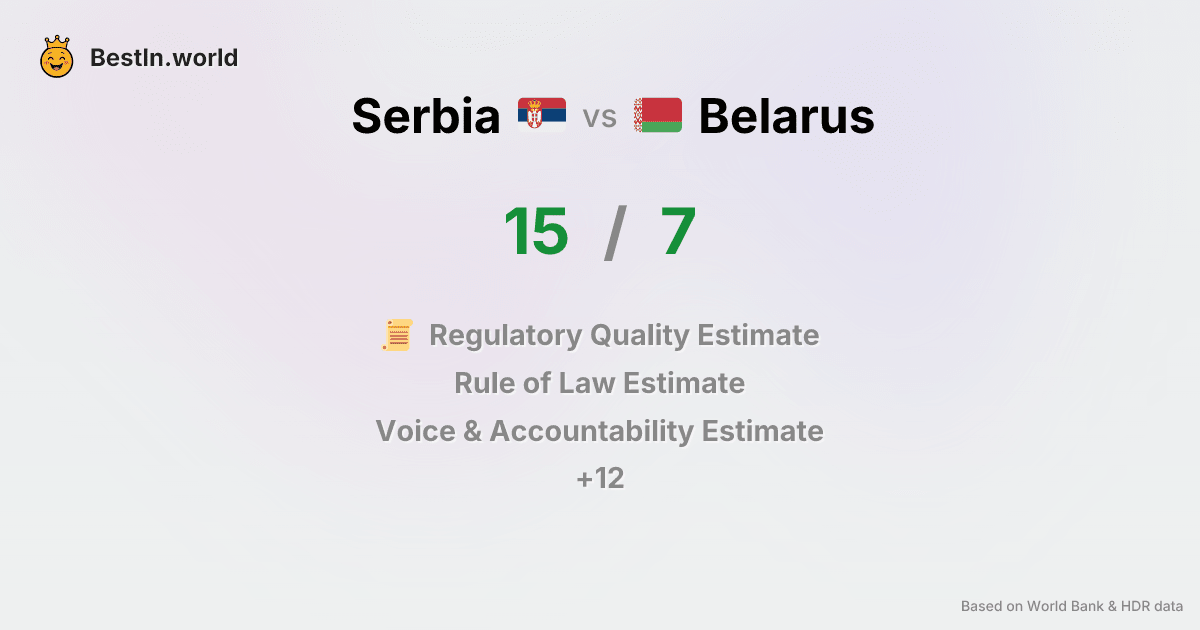 BestIn.world
Serbia vs Belarus
15 / 7
Regulatory Quality Estimate
Rule of Law Estimate
Voice & Accountability Estimate
+12
Based on World Bank & HDR data